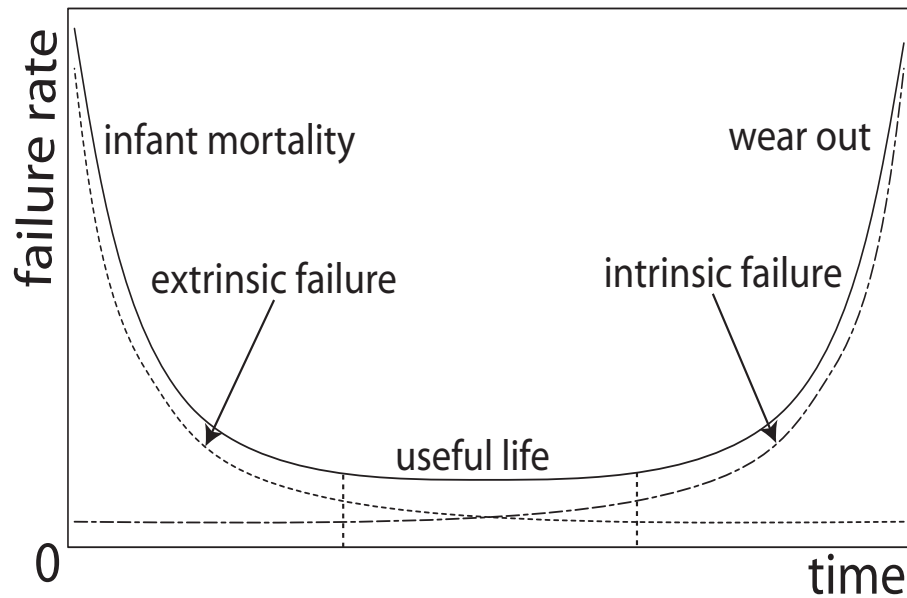 failure rate
infant mortality
wear out
extrinsic failure
intrinsic failure
useful life
0
time